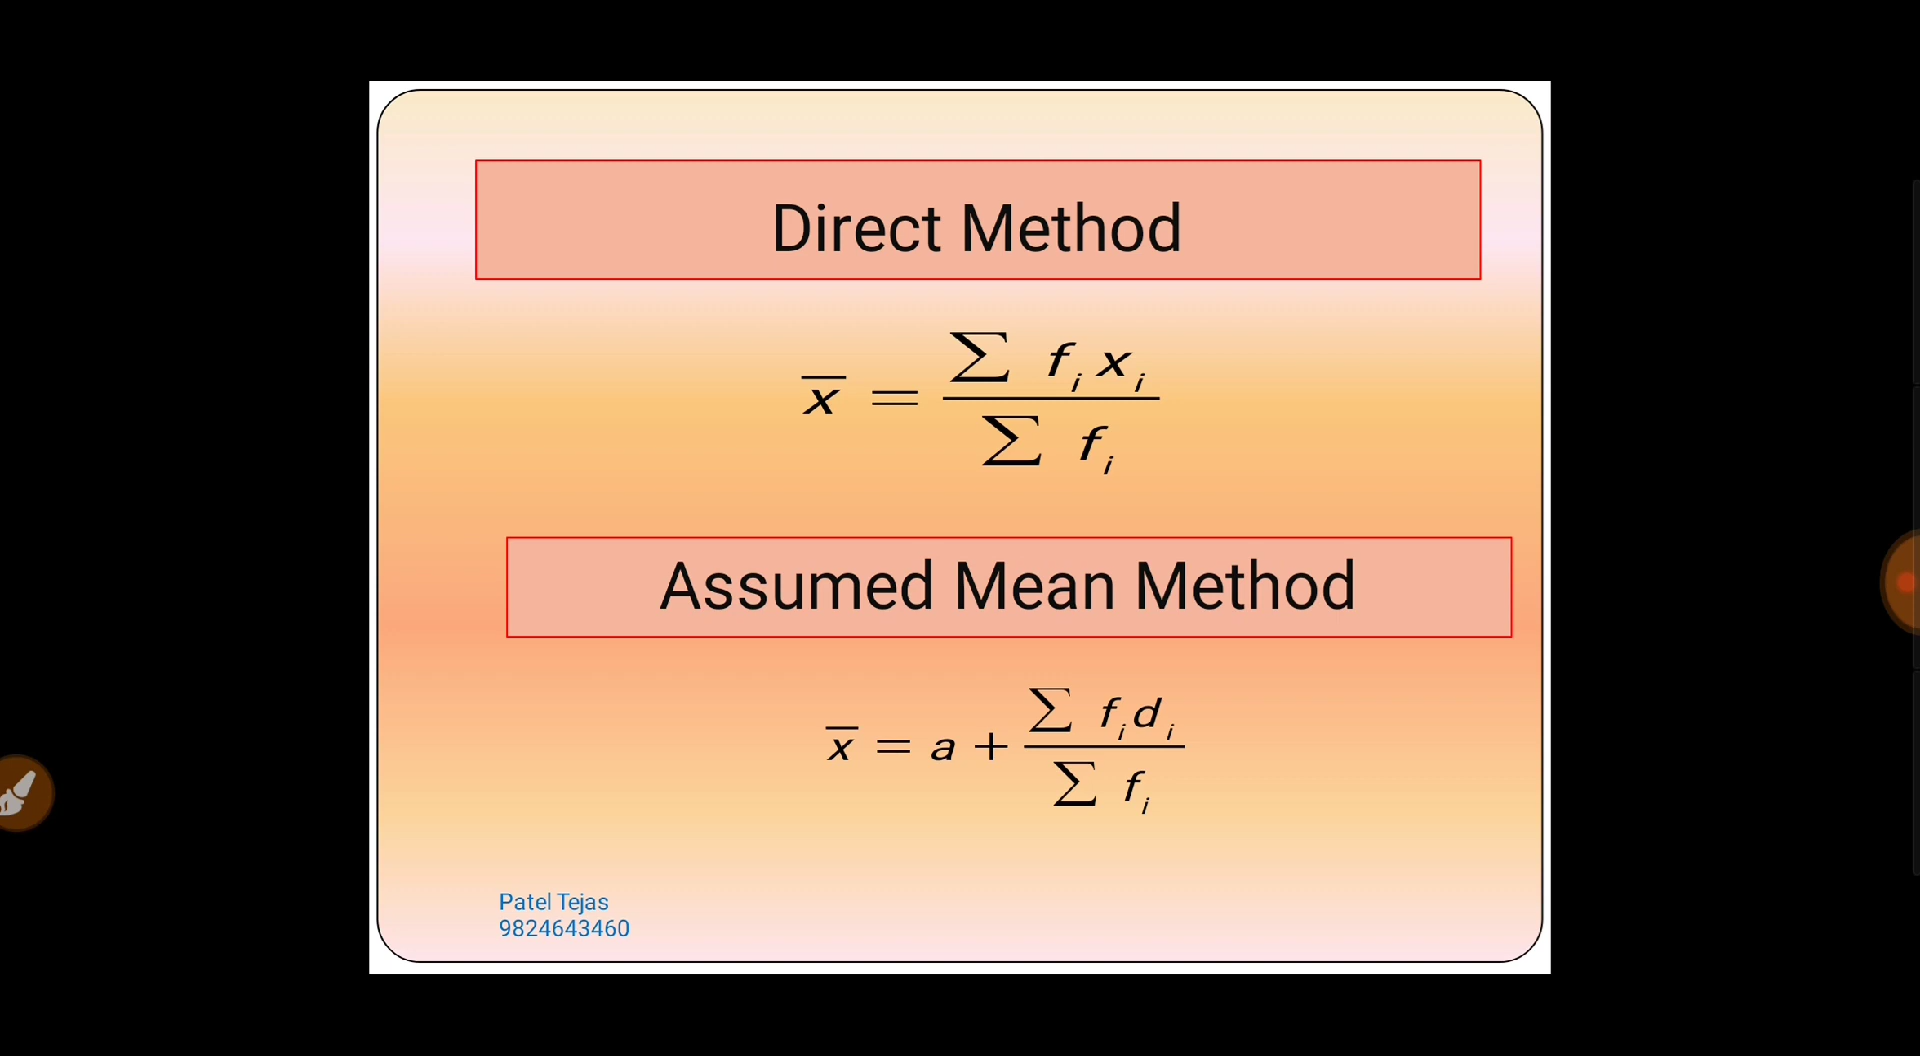 Direct Method
x̄ = ∑ fᵢxᵢ / ∑ fᵢ
Assumed Mean Method
x̄ = a + ∑ fᵢdᵢ / ∑ fᵢ
Patel Tejas
9824643460